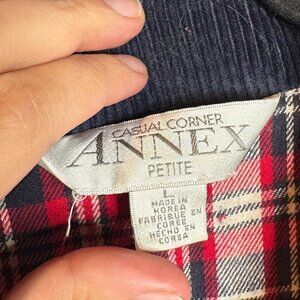 CASUAL CORNER
ANNEX
PETITE
L
MADE IN
KOREA
FABRIQUE EN
COREE
HECHO EN
COREA